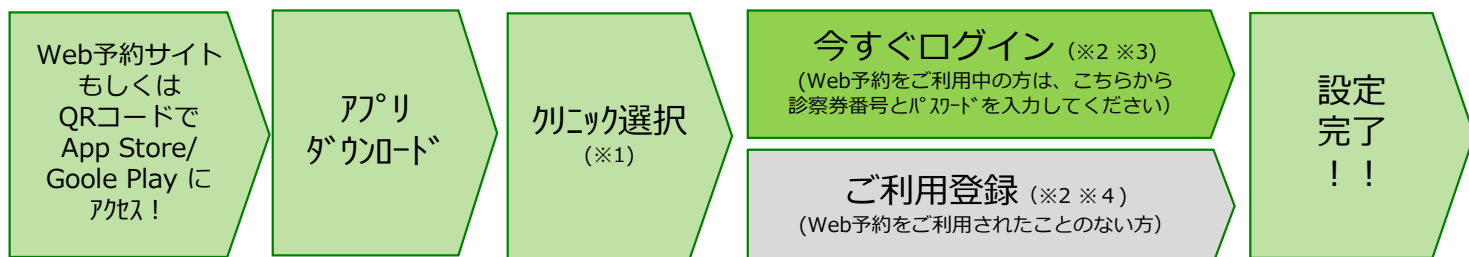 Web予約サイト
もしくは
QRコードで
App Store/
Goole Play に
ｱｸｾｽ！
ｱﾌﾟﾘ
ﾀﾞｳﾝﾛｰﾄﾞ
ｸﾘﾆｯｸ選択
(※1)
今すぐログイン（※2 ※3)
(Web予約をご利用中の方は、こちらから
診察券番号とﾊﾟｽﾜｰﾄﾞを入力してください）
ご利用登録（※2 ※４)
(Web予約をご利用されたことのない方）
設定
完了
！！